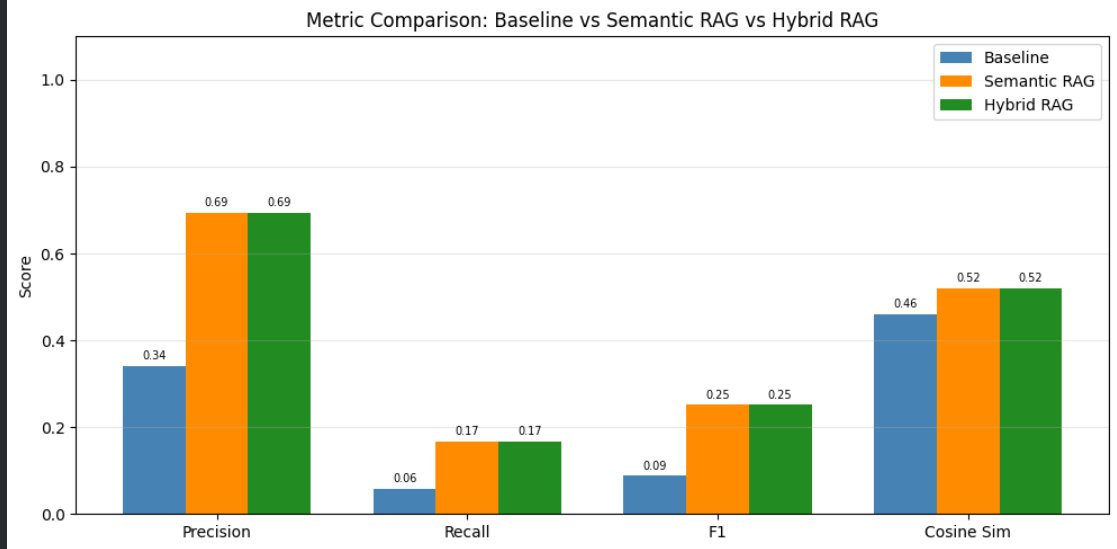 Metric Comparison: Baseline vs Semantic RAG vs Hybrid RAG
Baseline
Semantic RAG
Hybrid RAG
Score
1.0
0.8
0.6
0.4
0.2
0.0
0.34
0.69
0.69
0.06
0.17
0.17
0.09
0.25
0.25
0.46
0.52
0.52
Precision
Recall
F1
Cosine Sim